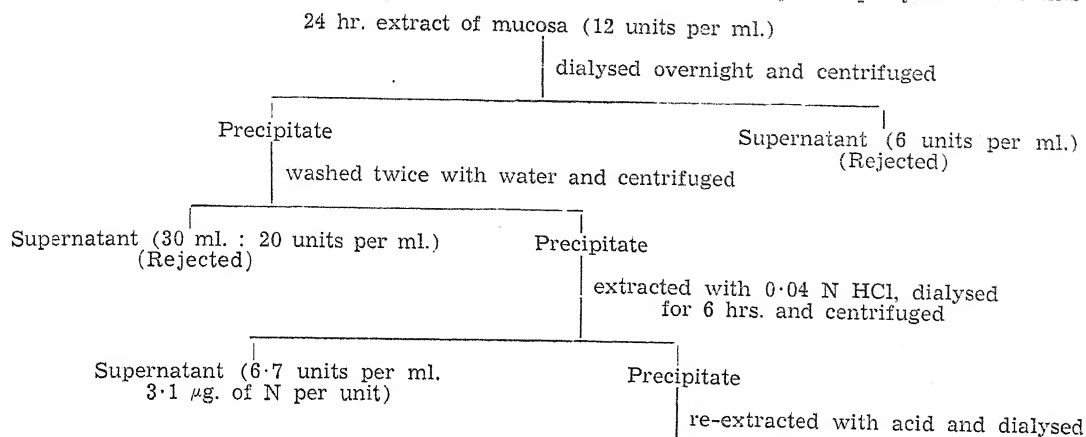 24 hr. extract of mucosa (12 units per ml.)
dialysed overnight and centrifuged
Precipitate
Supernatant (6 units per ml.)
(Rejected)
washed twice with water and centrifuged
Supernatant (30 ml. : 20 units per ml.)
(Rejected)
Precipitate
extracted with 0·04 N HCl, dialysed
for 6 hrs. and centrifuged
Supernatant (6·7 units per ml.
3·1 μg. of N per unit)
Precipitate
re-extracted with acid and dialysed